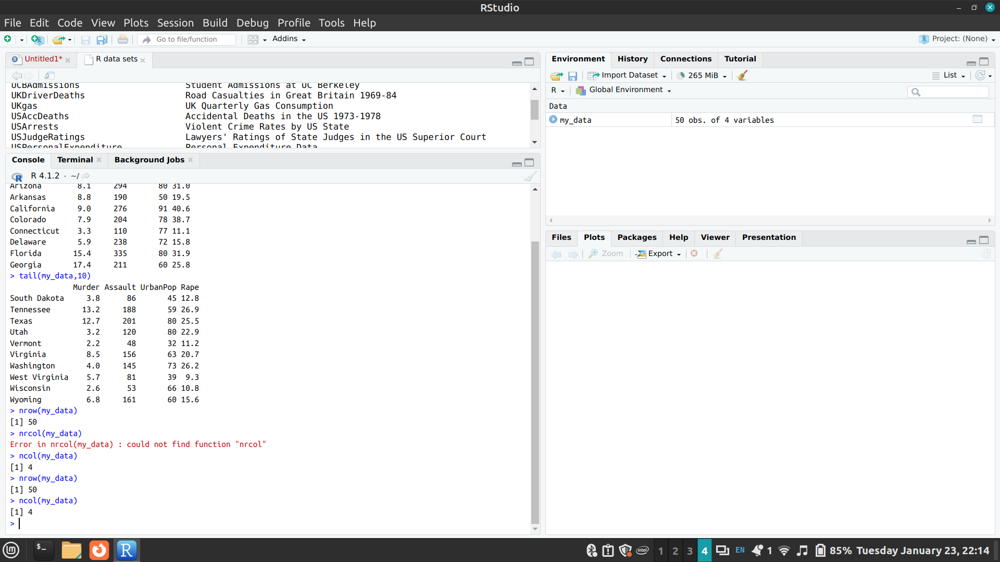 RStudio
File Edit Code View Plots Session Build Debug Profile Tools Help
Go to file/function Addins Project: (None)
Untitled1* R data sets
UCBAdmissions Student Admissions at UC Berkeley
UKDriverDeaths Road Casualties in Great Britain 1969-84
UKgas UK Quarterly Gas Consumption
USAccDeaths Accidental Deaths in the US 1973-1978
USArrests Violent Crime Rates by US State
USJudgeRatings Lawyers' Ratings of State Judges in the US Superior Court
USPersonalExpenditure Personal Expenditure Data
Console Terminal Background Jobs
R 4.1.2 · ~/
Arizona 8.1 294 80 31.0
Arkansas 8.8 190 50 19.5
California 9.0 276 91 40.6
Colorado 7.9 204 78 38.7
Connecticut 3.3 110 77 11.1
Delaware 5.9 238 72 15.8
Florida 15.4 335 80 31.9
Georgia 17.4 211 60 25.8
> tail(my_data,10)
Murder Assault UrbanPop Rape
South Dakota 3.8 86 45 12.8
Tennessee 13.2 188 59 26.9
Texas 12.7 201 80 25.5
Utah 3.2 120 80 22.9
Vermont 2.2 48 32 11.2
Virginia 8.5 156 63 20.7
Washington 4.0 145 73 26.2
West Virginia 5.7 81 39 9.3
Wisconsin 2.6 53 66 10.8
Wyoming 6.8 161 60 15.6
> nrow(my_data)
[1] 50
> nrcol(my_data)
Error in nrcol(my_data) : could not find function "nrcol"
> ncol(my_data)
[1] 4
> nrow(my_data)
[1] 50
> ncol(my_data)
[1] 4
>
Environment History Connections Tutorial
Import Dataset 265 MiB List
R Global Environment
Data
my_data 50 obs. of 4 variables
Files Plots Packages Help Viewer Presentation
Zoom Export
$_ R intel 1 2 3 4 EN 1 85% Tuesday January 23, 22:14